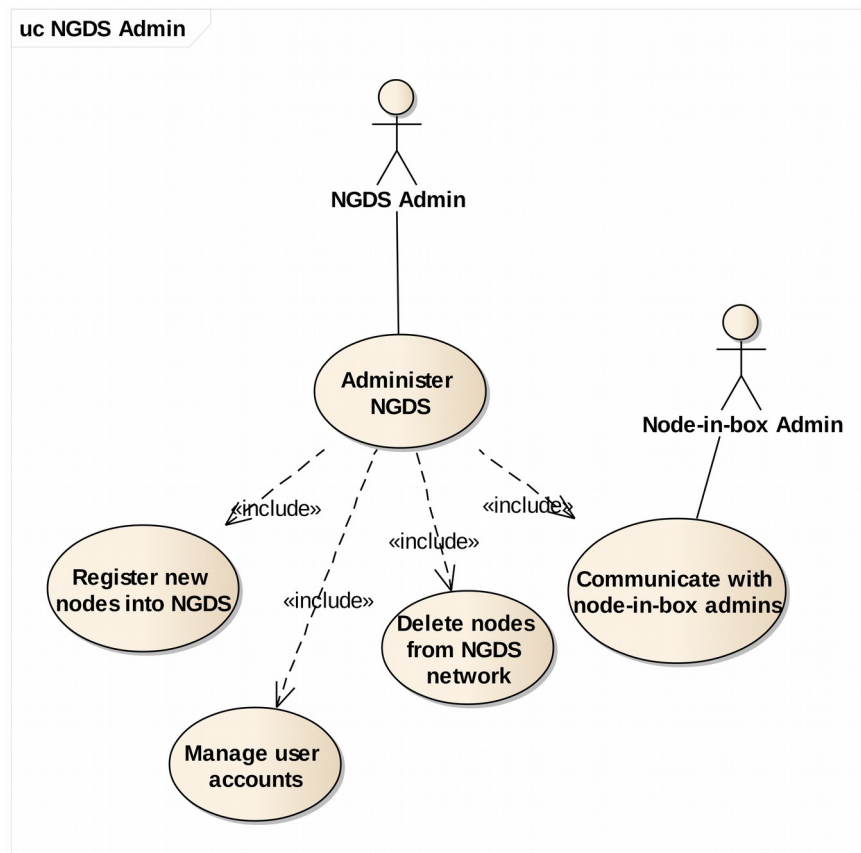 uc NGDS Admin
NGDS Admin
Administer
NGDS
Node-in-box Admin
«include»
«include»
«include»
«include»
Register new
nodes into NGDS
Communicate with
node-in-box admins
Delete nodes
from NGDS
network
Manage user
accounts